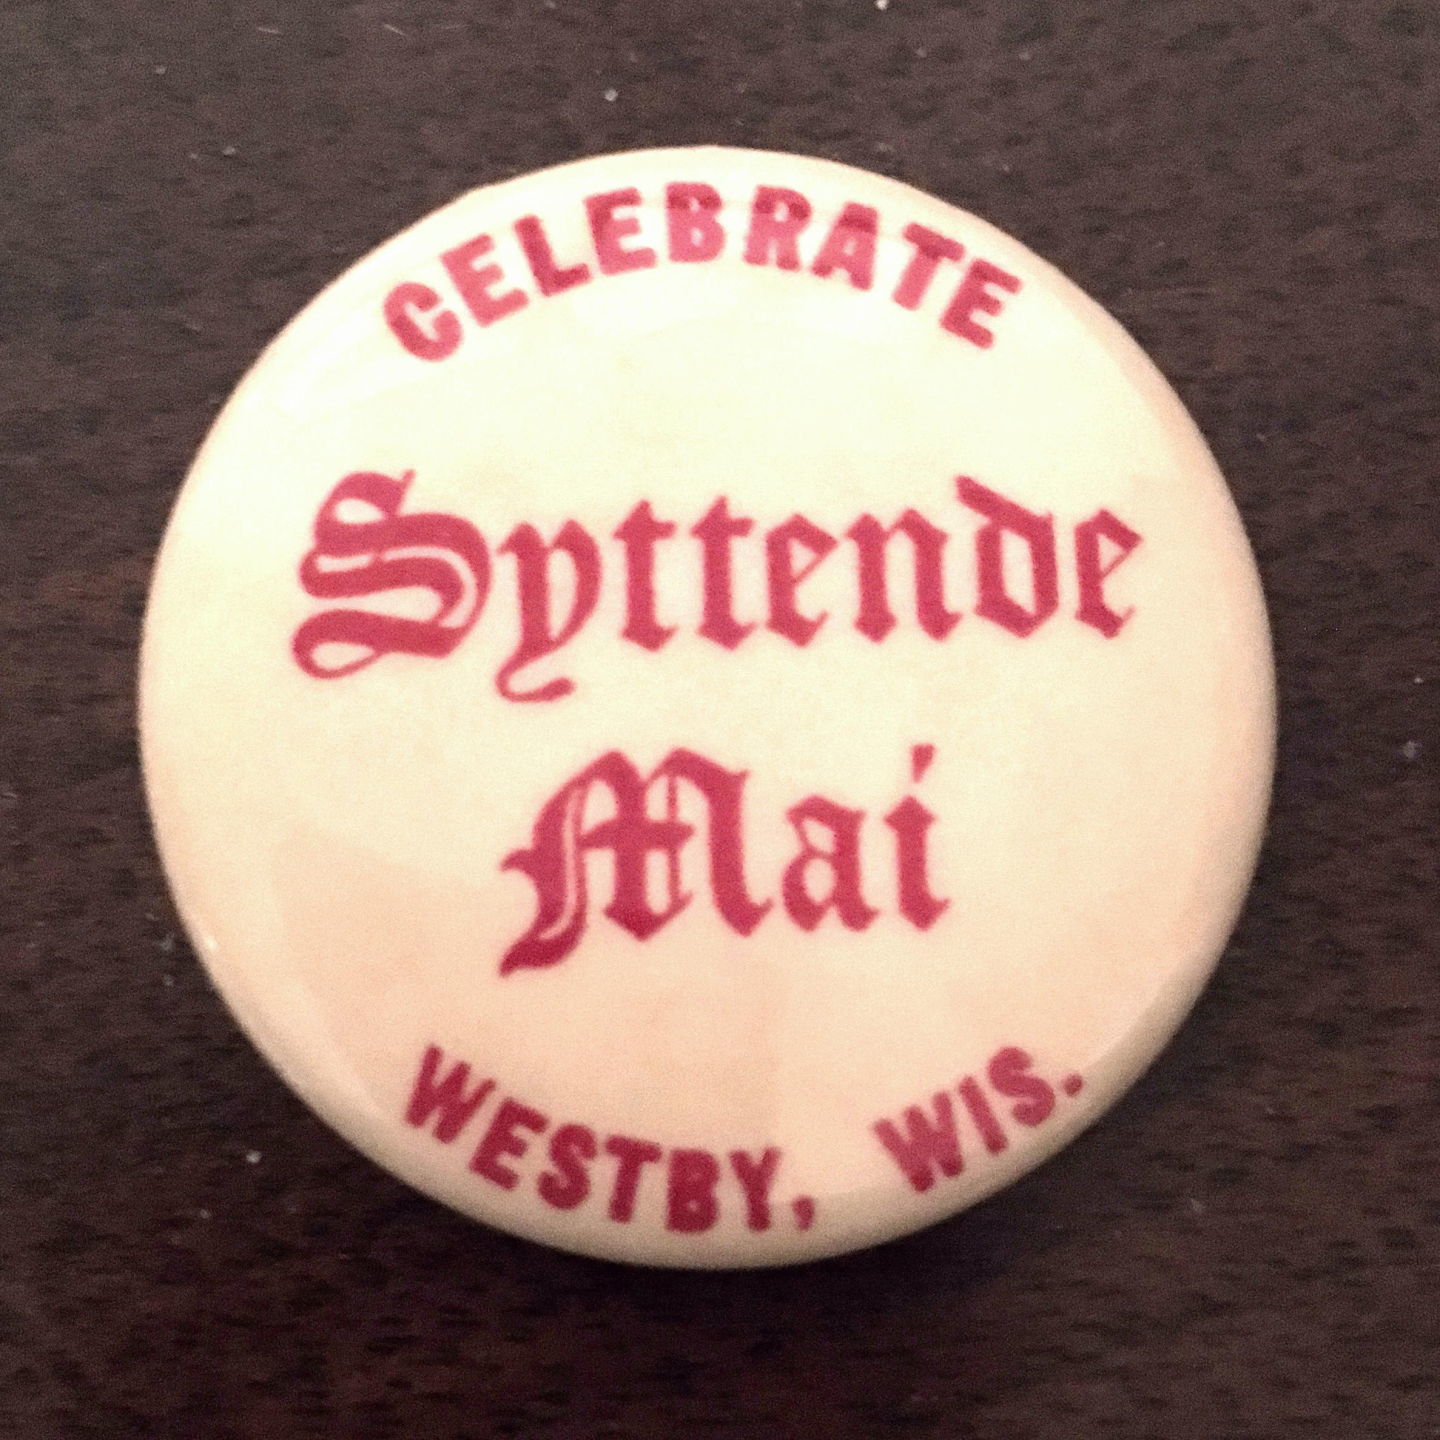 CELEBRATE
Syttende
Mai
WESTBY, WIS.